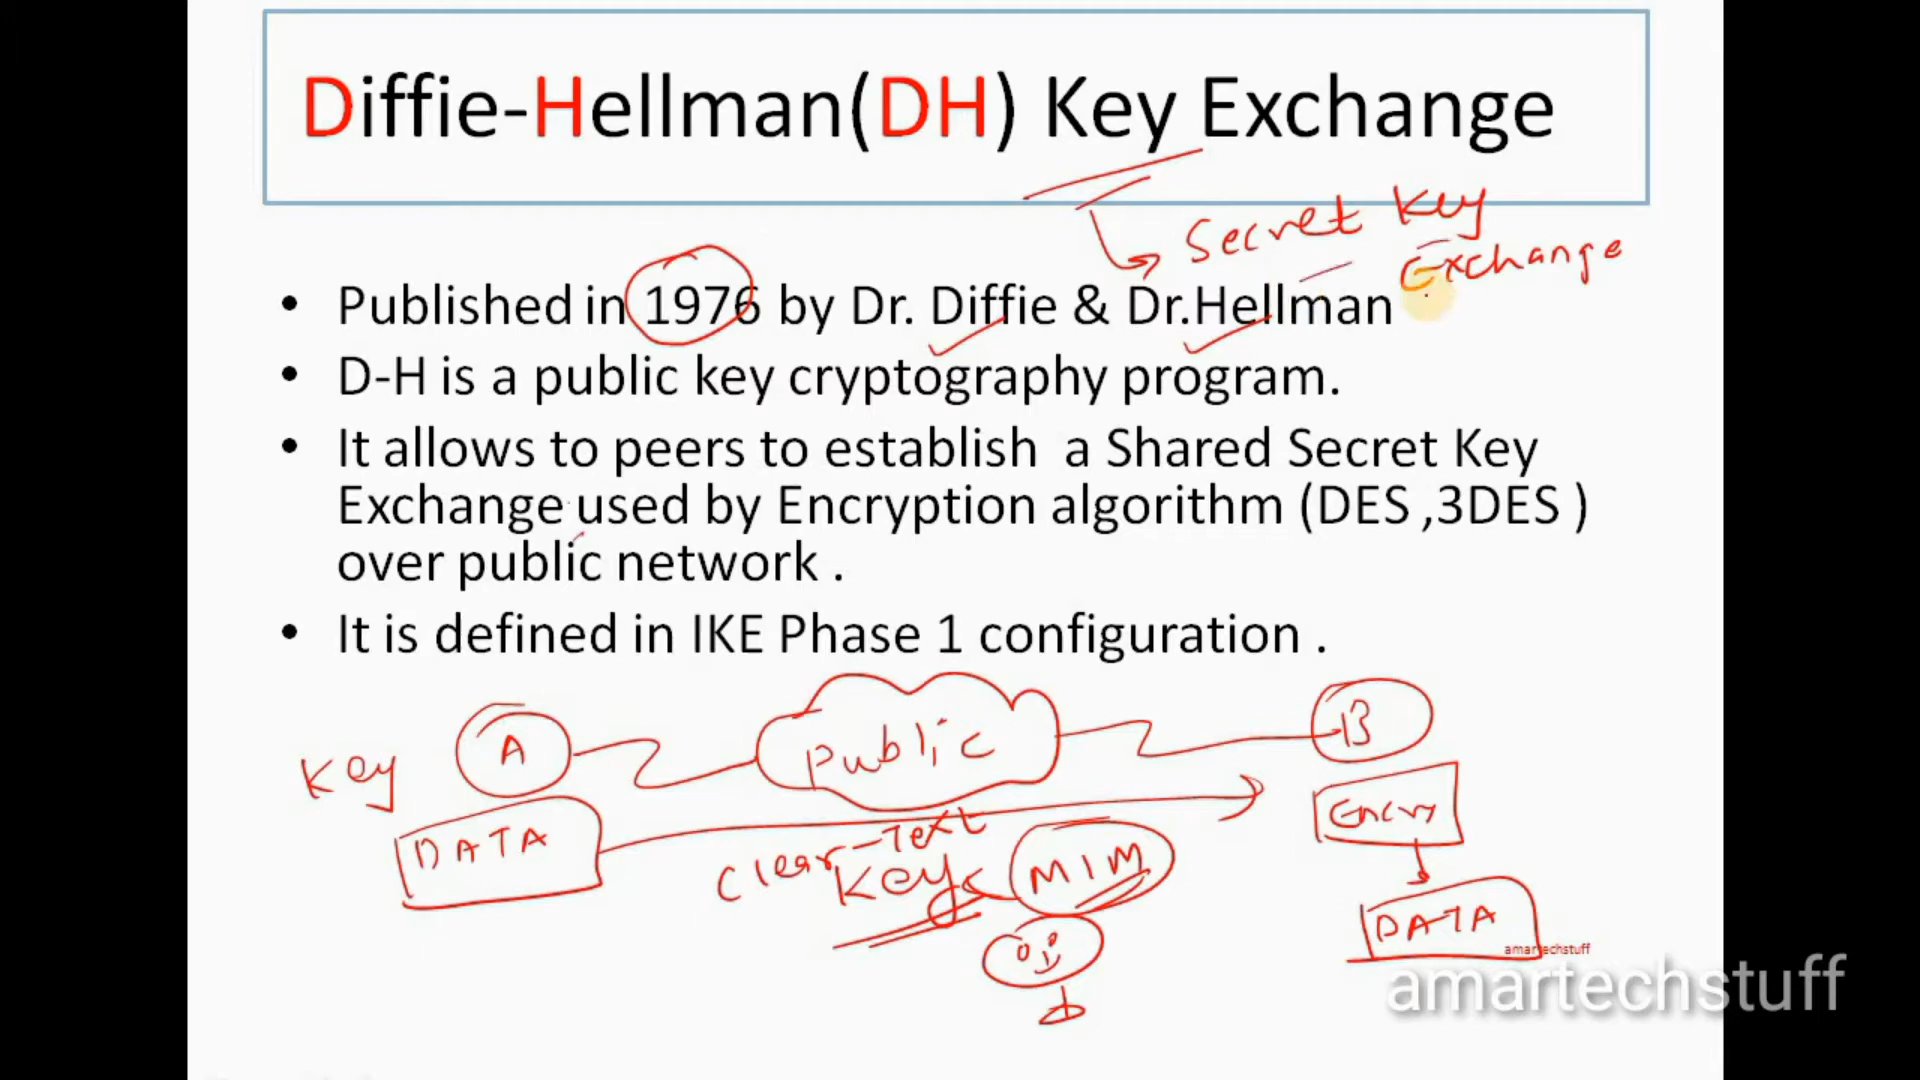 Diffie-Hellman(DH) Key Exchange
Secret Key
Exchange
• Published in 1976 by Dr. Diffie & Dr.Hellman
• D-H is a public key cryptography program.
• It allows to peers to establish a Shared Secret Key
Exchange used by Encryption algorithm (DES ,3DES )
over public network .
• It is defined in IKE Phase 1 configuration .
Key
A
Public
B
DATA
Clear-Text
Key
MIM
Encry
DATA
amartechstuff
amartechstuff